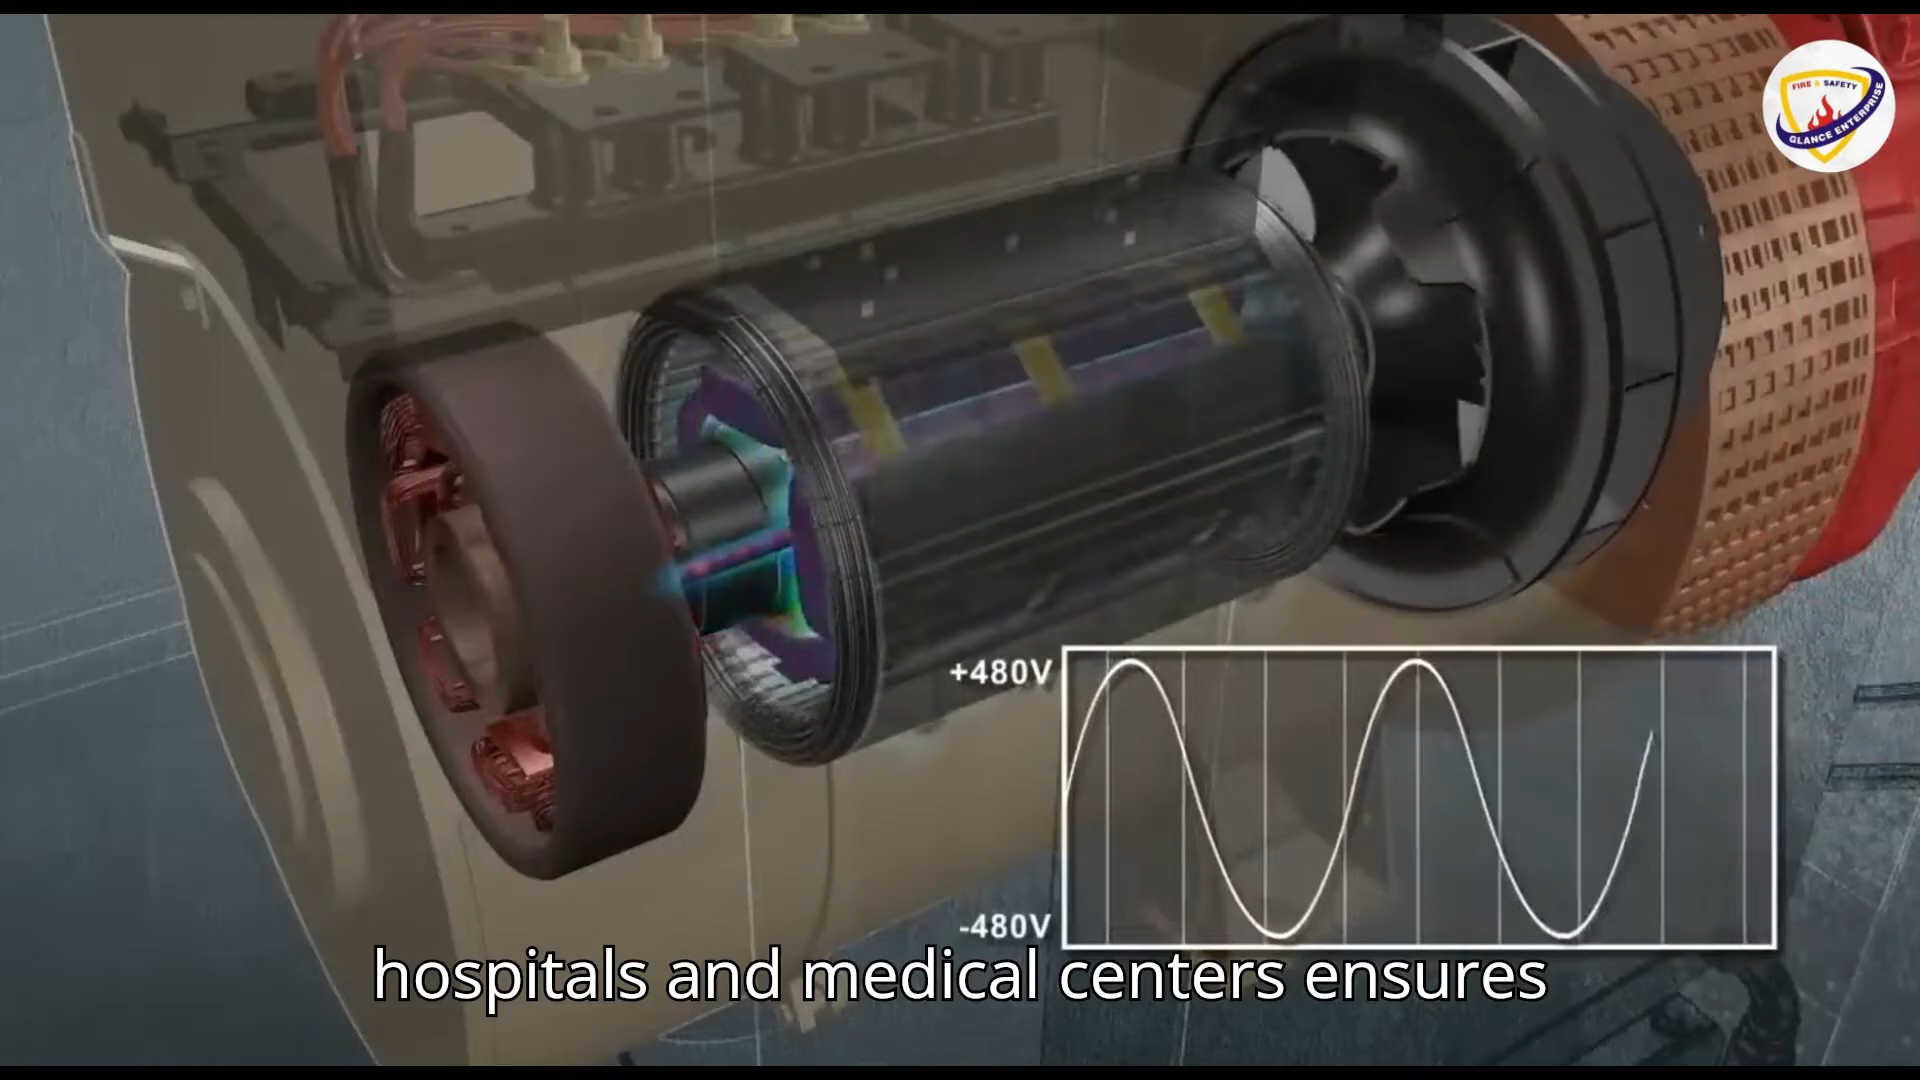 FIRE & SAFETY
GLANCE ENTERPRISE
+480V
-480V
hospitals and medical centers ensures